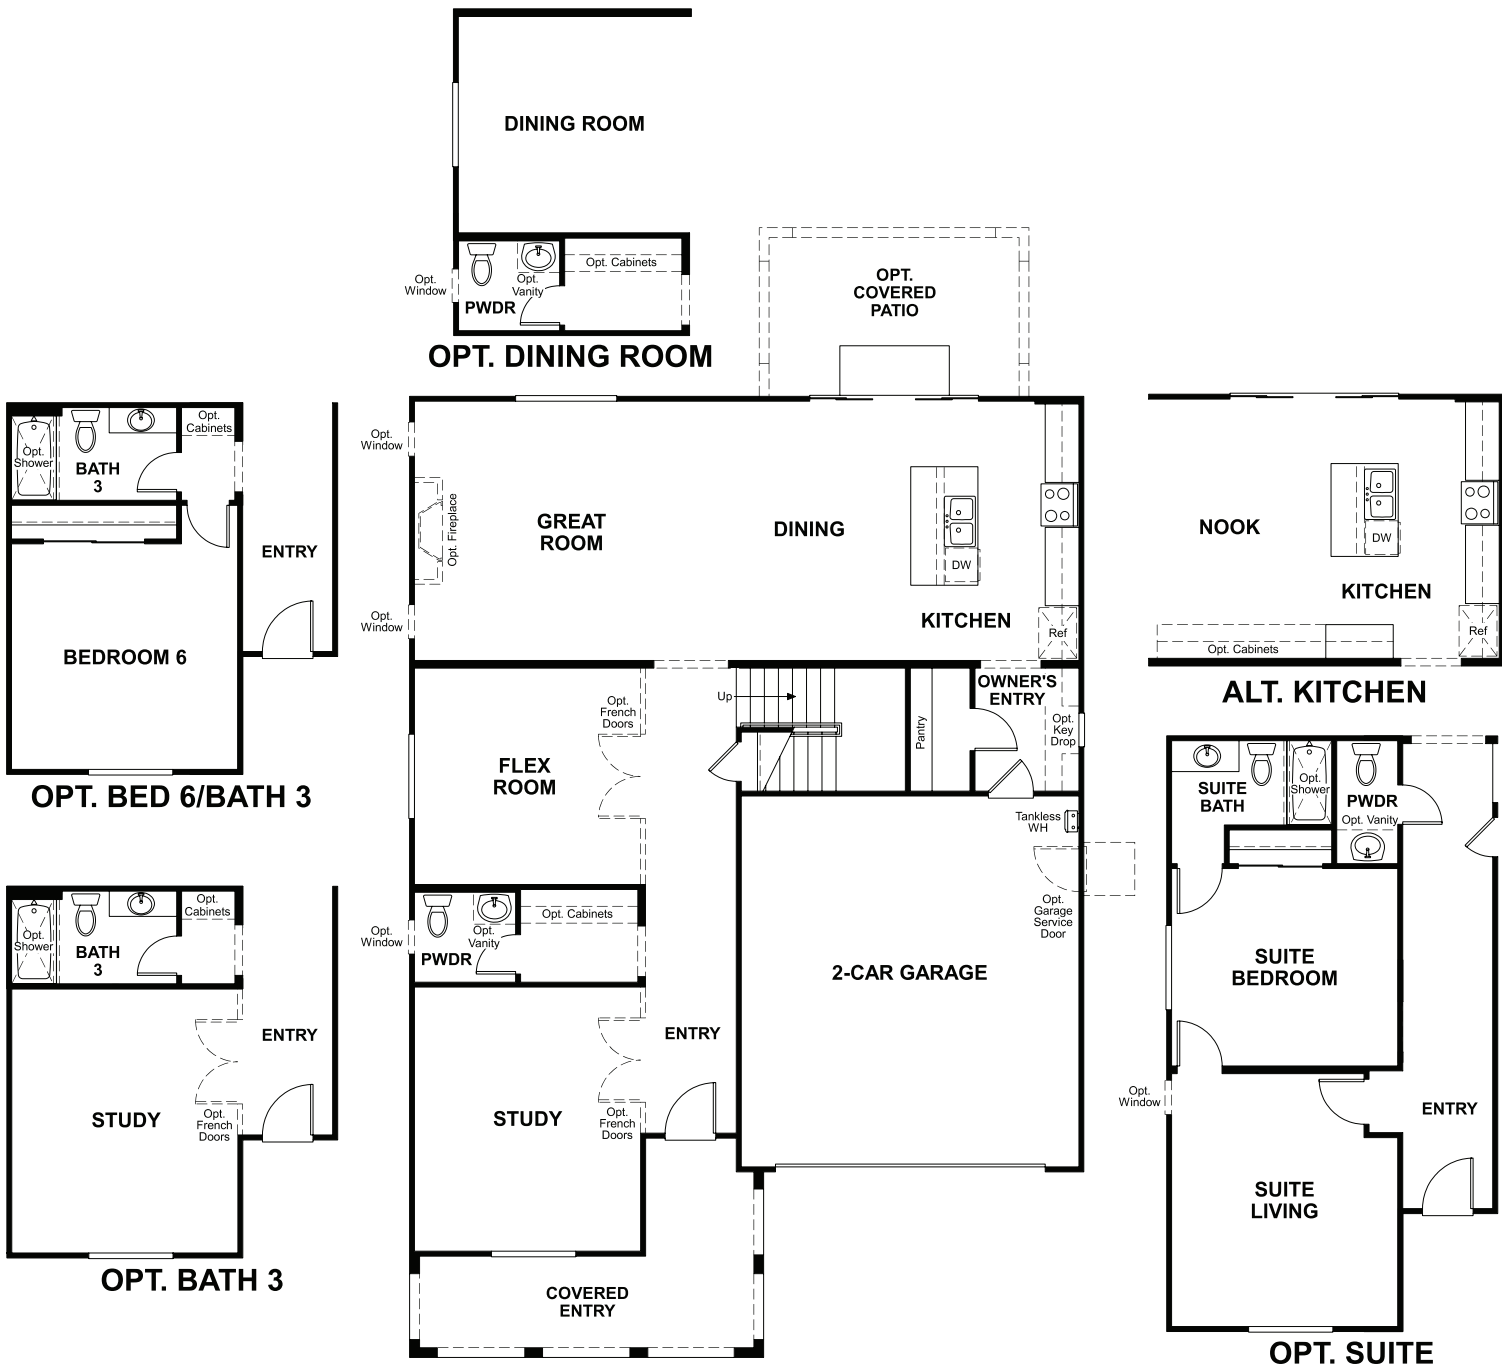 DINING ROOM
Opt.
Window
PWDR
Opt.
Vanity
Opt. Cabinets
OPT. DINING ROOM
OPT.
COVERED
PATIO
Opt.
Shower
BATH
3
Opt.
Cabinets
ENTRY
BEDROOM 6
OPT. BED 6/BATH 3
Opt.
Window
Opt. Fireplace
Opt.
Window
GREAT
ROOM
DINING
DW
KITCHEN
Ref
NOOK
DW
KITCHEN
Opt. Cabinets
Ref
ALT. KITCHEN
Opt.
French
Doors
FLEX
ROOM
Up
Pantry
OWNER'S
ENTRY
Opt.
Key
Drop
Tankless
WH
Opt.
Garage
Service
Door
2-CAR GARAGE
Opt.
Window
PWDR
Opt.
Vanity
Opt. Cabinets
ENTRY
STUDY
Opt.
French
Doors
COVERED
ENTRY
Opt.
Shower
BATH
3
Opt.
Cabinets
ENTRY
STUDY
Opt.
French
Doors
OPT. BATH 3
SUITE
BATH
Opt.
Shower
PWDR
Opt. Vanity
SUITE
BEDROOM
Opt.
Window
ENTRY
SUITE
LIVING
OPT. SUITE